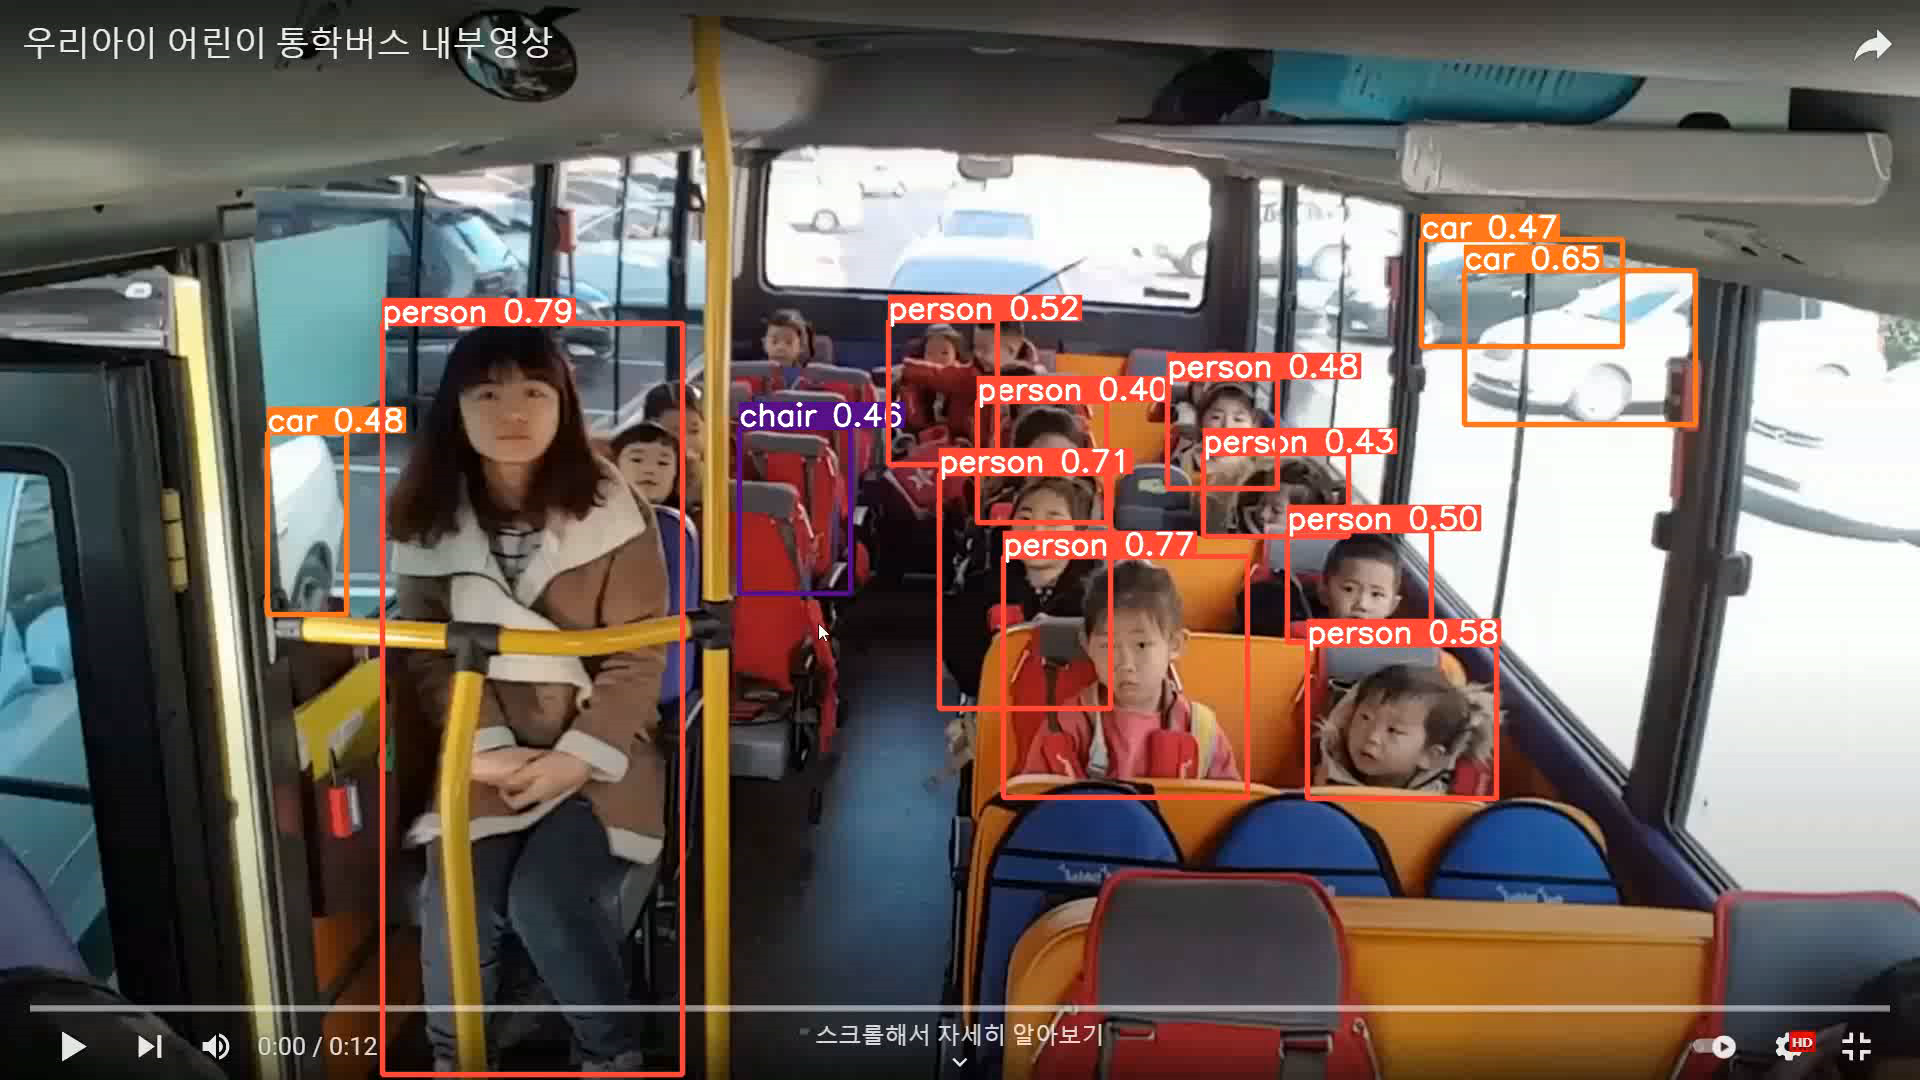 우리아이 어린이 통학버스 내부영상
car 0.47
car 0.65
person 0.79
person 0.52
person 0.48
person 0.40
car 0.48
chair 0.46
person 0.43
person 0.71
person 0.50
person 0.77
person 0.58
스크롤해서 자세히 알아보기
0:00 / 0:12
HD